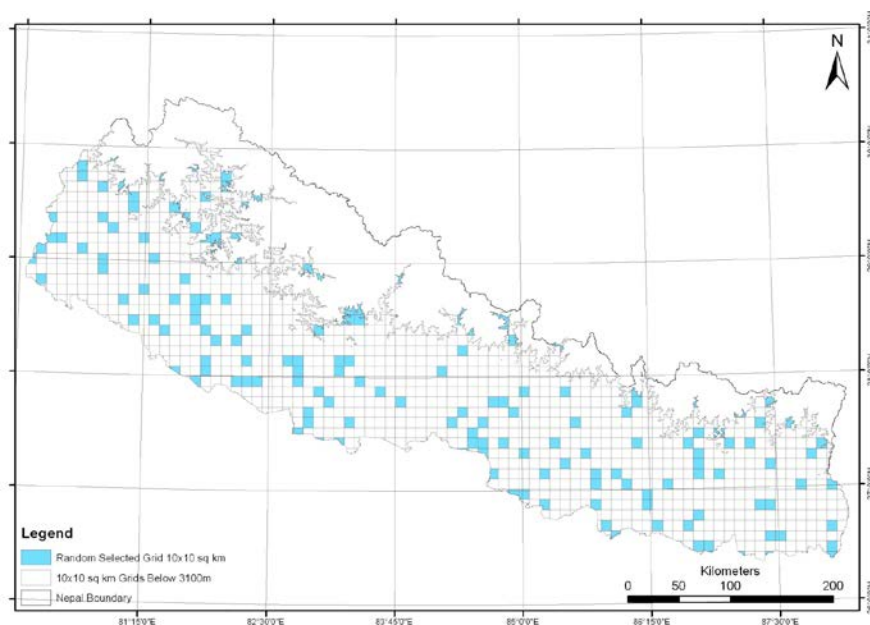 N
Legend
Random Selected Grid 10x10 sq km
10x10 sq km Grids Below 3100m
Nepal Boundary
Kilometers
0 50 100 200
81°15'0"E 82°30'0"E 83°45'0"E 85°0'0"E 86°15'0"E 87°30'0"E